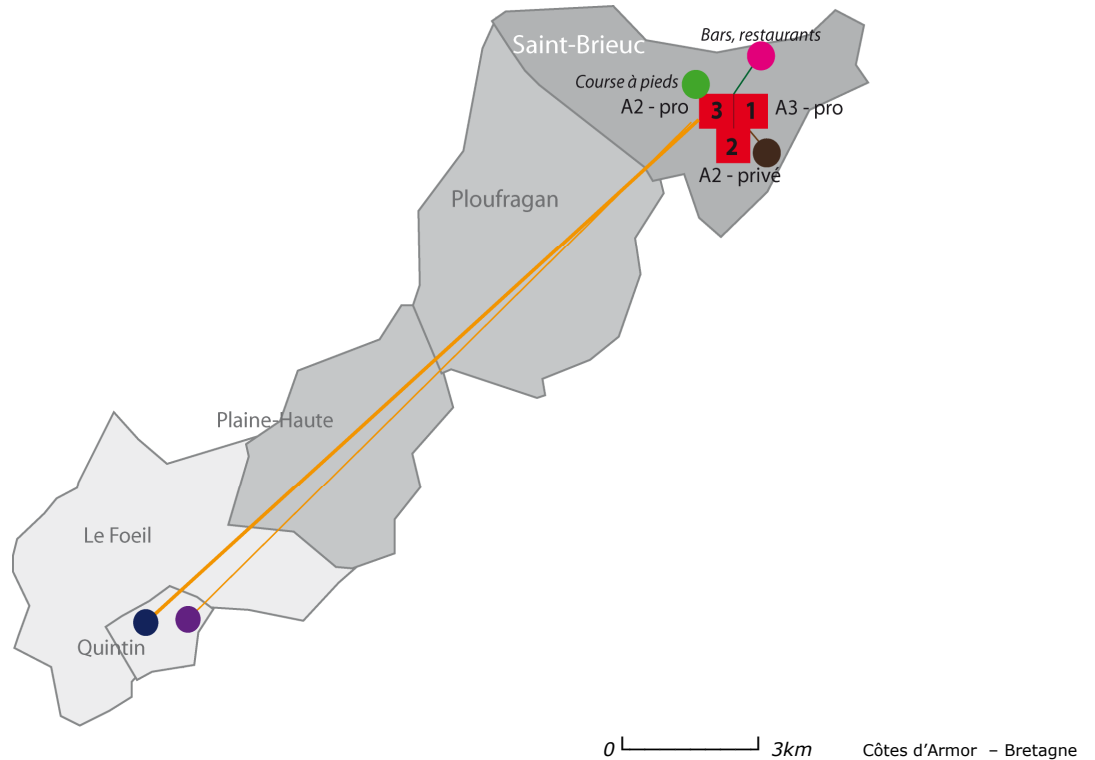 Bars, restaurants
Saint-Brieuc
Course à pieds
A2 - pro
3
1
A3 - pro
2
A2 - privé
Ploufragan
Plaine-Haute
Le Foeil
Quintin
0
3km
Côtes d’Armor – Bretagne